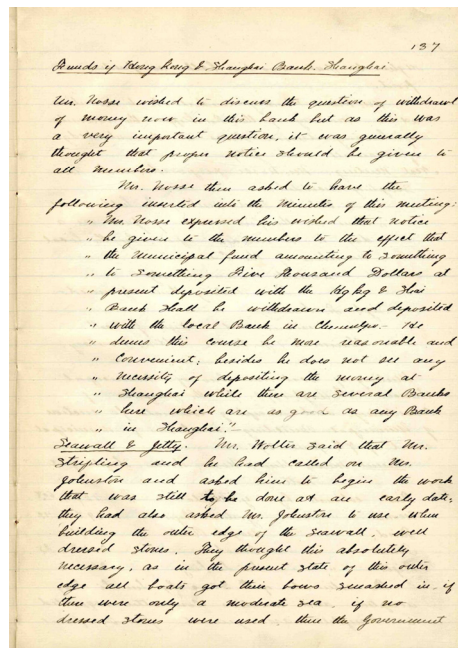 137
Funds of Hong Kong & Shanghai Bank. Shanghai
Mr. Nosse wished to discuss the question of withdrawl
of money now in this bank but as this was
a very important question, it was generally
thought that proper notice should be given to
all members.
Mr. Nosse then asked to have the
following inserted into the Minutes of this meeting:
" Mr. Nosse expressed his wished that notice
" be given to the members to the effect that
" the Municipal fund amounting to something
" to something Five Thousand Dollars at
" present deposited with the Hgkg & Shai
" Bank shall be withdrawn and deposited
" with the local Bank in Chemulpo. He
" deems this course be more reasonable and
" convenient; besides he does not see any
" necessity of depositing the money at
" Shanghai while there are several Banks
" here which are as good as any Bank
" in Shanghai."
Seawall & Jetty. Mr. Wolter said that Mr.
Stripling and he had called on Mr.
Johnston and asked him to begin the work
that was still to be done at are early date;
they had also asked Mr. Johnston to use, when
building the outer edge of the seawall, well
dressed stones. They thought this absolutely
necessary, as in the present state of this outer
edge all boats got their bows smashed in, if
there were only a moderate sea. if no
dressed stones were used, then the Government